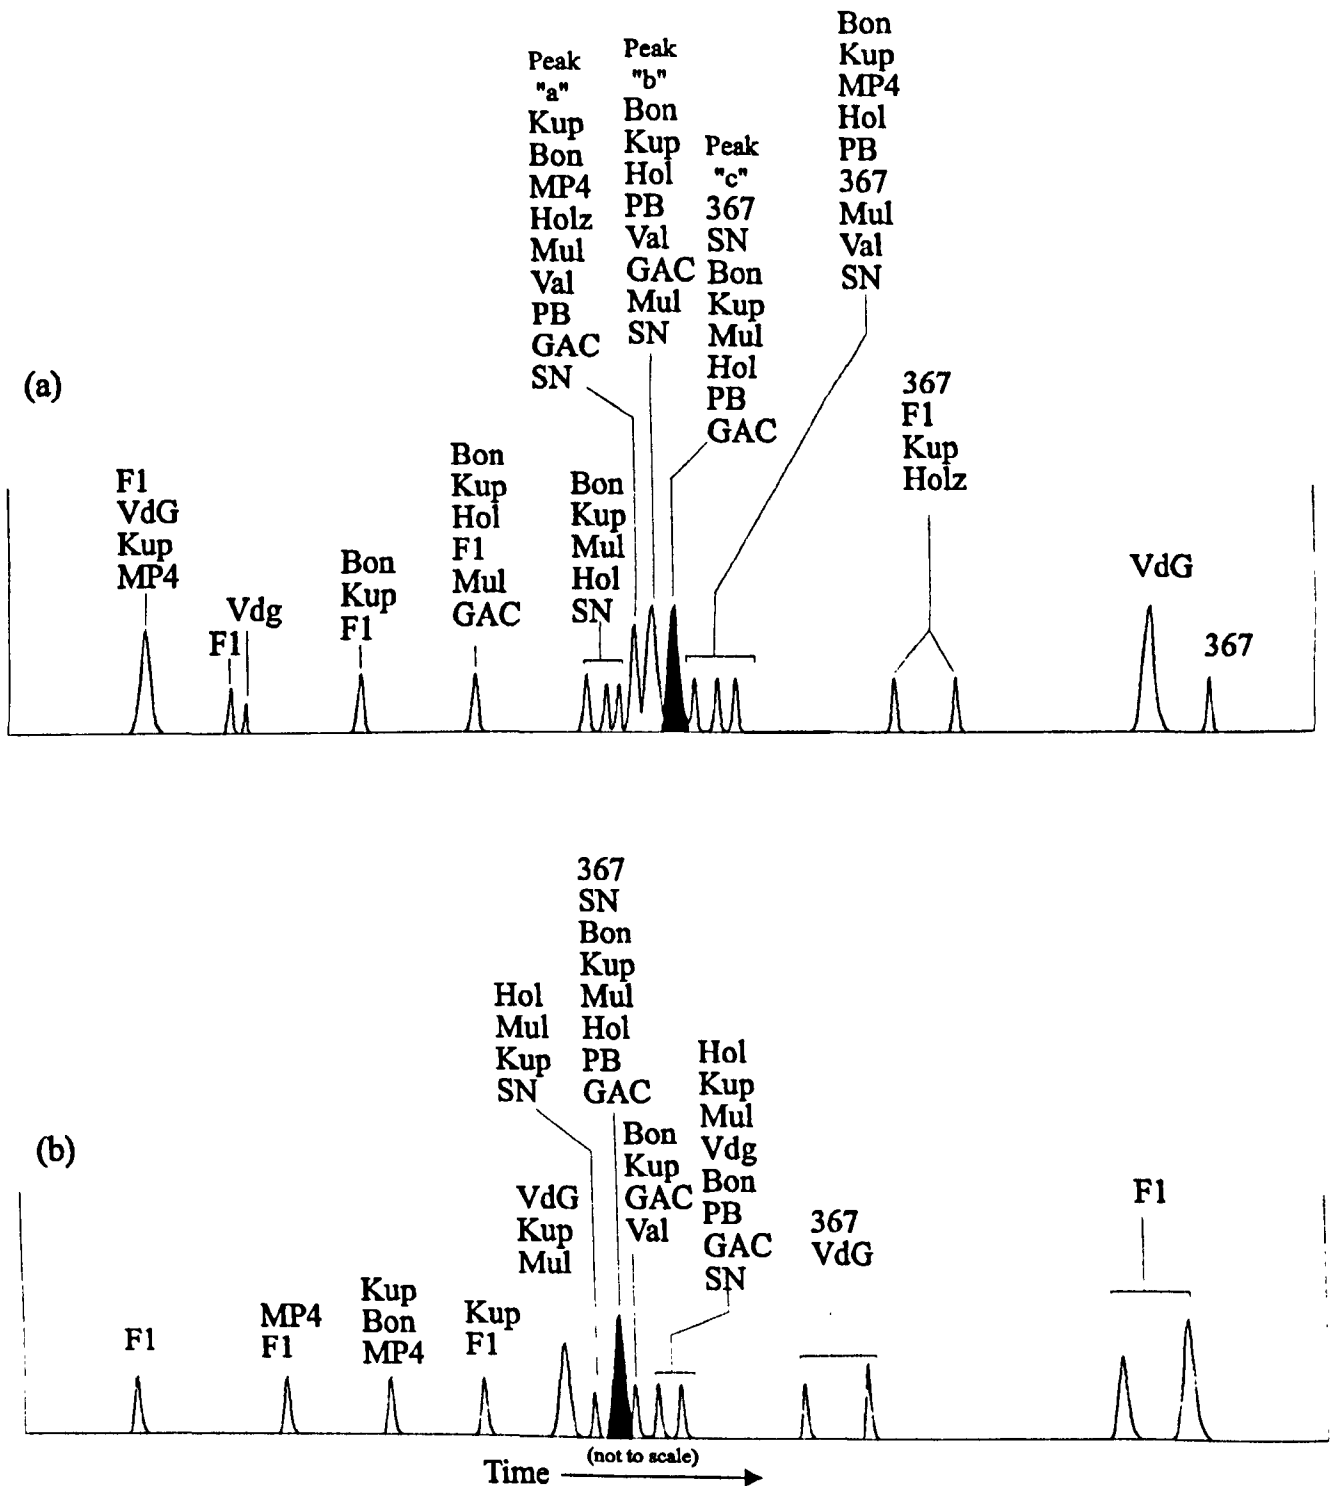 (a)
F1
VdG
Kup
MP4
F1
Vdg
Bon
Kup
F1
Bon
Kup
Hol
F1
Mul
GAC
Bon
Kup
Mul
Hol
SN
Peak
"a"
Kup
Bon
MP4
Holz
Mul
Val
PB
GAC
SN
Peak
"b"
Bon
Kup
Hol
PB
Val
GAC
Mul
SN
Peak
"c"
367
SN
Bon
Kup
Mul
Hol
PB
GAC
Bon
Kup
MP4
Hol
PB
367
Mul
Val
SN
367
F1
Kup
Holz
VdG
367
(b)
F1
MP4
F1
Kup
Bon
MP4
Kup
F1
VdG
Kup
Mul
Hol
Mul
Kup
SN
367
SN
Bon
Kup
Mul
Hol
PB
GAC
Bon
Kup
GAC
Val
Hol
Kup
Mul
Vdg
Bon
PB
GAC
SN
367
VdG
F1
(not to scale)
Time